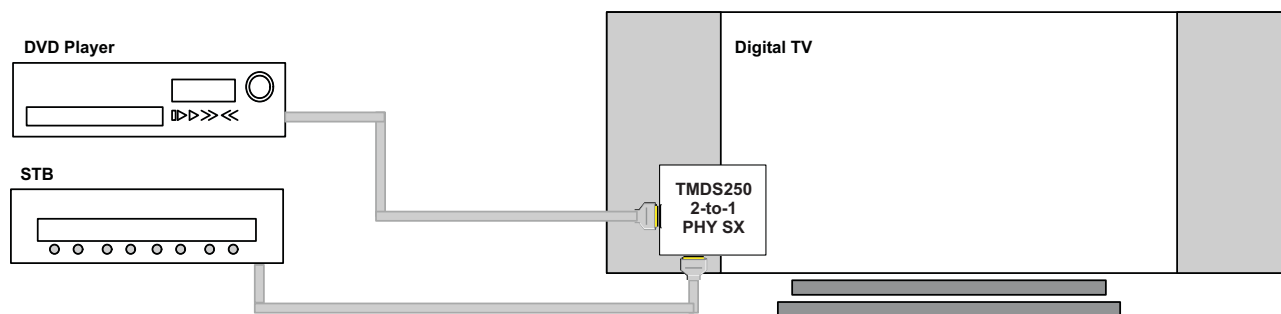 DVD Player
Digital TV
STB
TMDS250
2-to-1
PHY SX